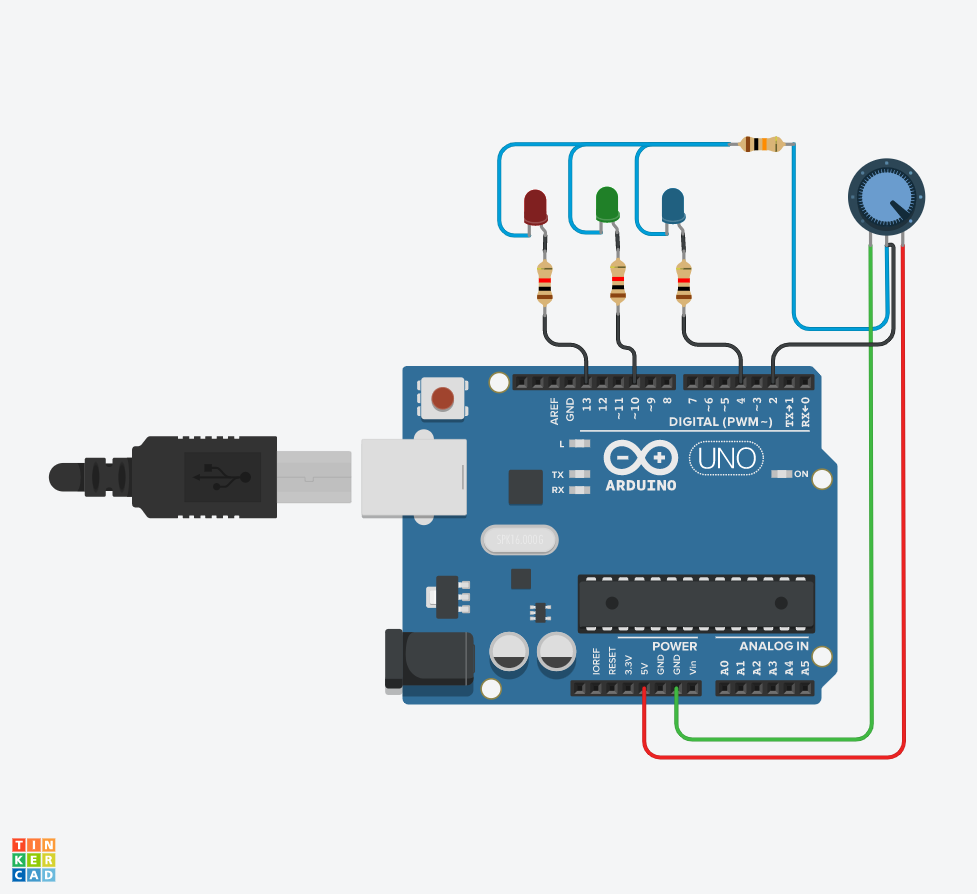 AREF
GND
13
12
~11
~10
~9
8
7
~6
~5
4
~3
2
TX→1
RX←0
DIGITAL (PWM~)
L
TX
RX
ARDUINO
UNO
ON
IOREF
RESET
3.3V
5V
GND
GND
Vin
POWER
ANALOG IN
A0
A1
A2
A3
A4
A5
TIN
KER
CAD